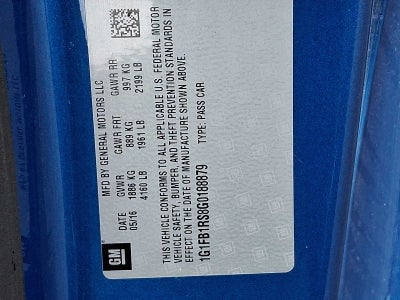 MFD BY GENERAL MOTORS LLC
DATE GVWR GAWR FRT GAWR RR
05/16 1886 KG 889 KG 997 KG
4160 LB 1961 LB 2199 LB
THIS VEHICLE CONFORMS TO ALL APPLICABLE U.S. FEDERAL MOTOR
VEHICLE SAFETY, BUMPER, AND THEFT PREVENTION STANDARDS IN
EFFECT ON THE DATE OF MANUFACTURE SHOWN ABOVE.
1G1FB1RS8G0188879 TYPE: PASS CAR
GM